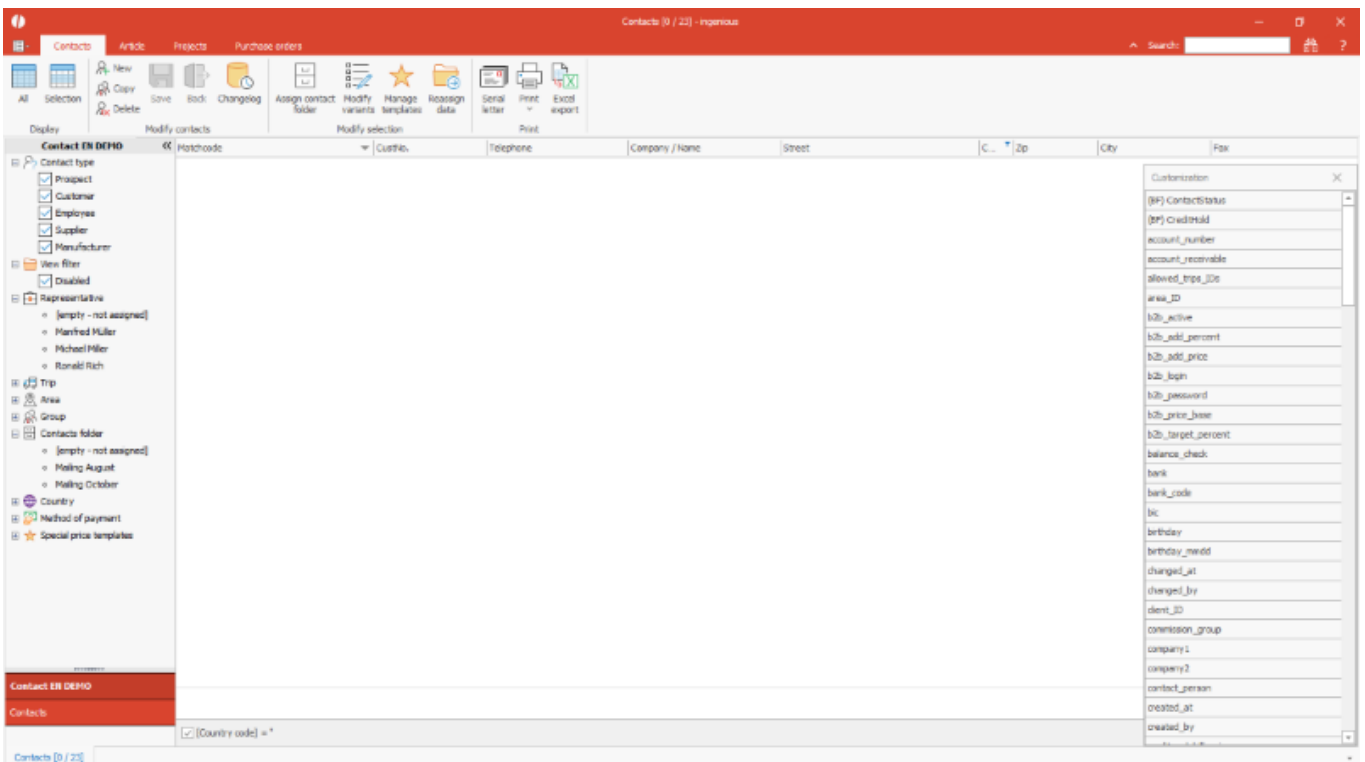 Contacts [0 / 23] - ingenious
Contacts Article Projects Purchase orders Search:
New
Copy
Delete
All Selection Save Back Changelog Assign contact folder Modify variants Manage templates Reassign data Serial letter Print Excel export
Display Modify contacts Modify selection Print
Contact EN DEMO
Matchcode CustNo. Telephone Company / Name Street C... Zip City Fax
Contact type
Prospect
Customer
Employee
Supplier
Manufacturer
View filter
Disabled
Representative
[empty - not assigned]
Manfred Müller
Michael Miller
Ronald Rich
Trip
Area
Group
Contacts folder
[empty - not assigned]
Mailing August
Mailing October
Country
Method of payment
Special price templates
Contact EN DEMO
Contacts
Customization
(BF) ContactStatus
(BF) CreditHold
account_number
account_receivable
allowed_trips_IDs
area_ID
b2b_active
b2b_add_percent
b2b_add_price
b2b_login
b2b_password
b2b_price_base
b2b_target_percent
balance_check
bank
bank_code
bic
birthday
birthday_mmdd
changed_at
changed_by
client_ID
commission_group
company1
company2
contact_person
created_at
created_by
[Country code] = "
Contacts [0 / 23]